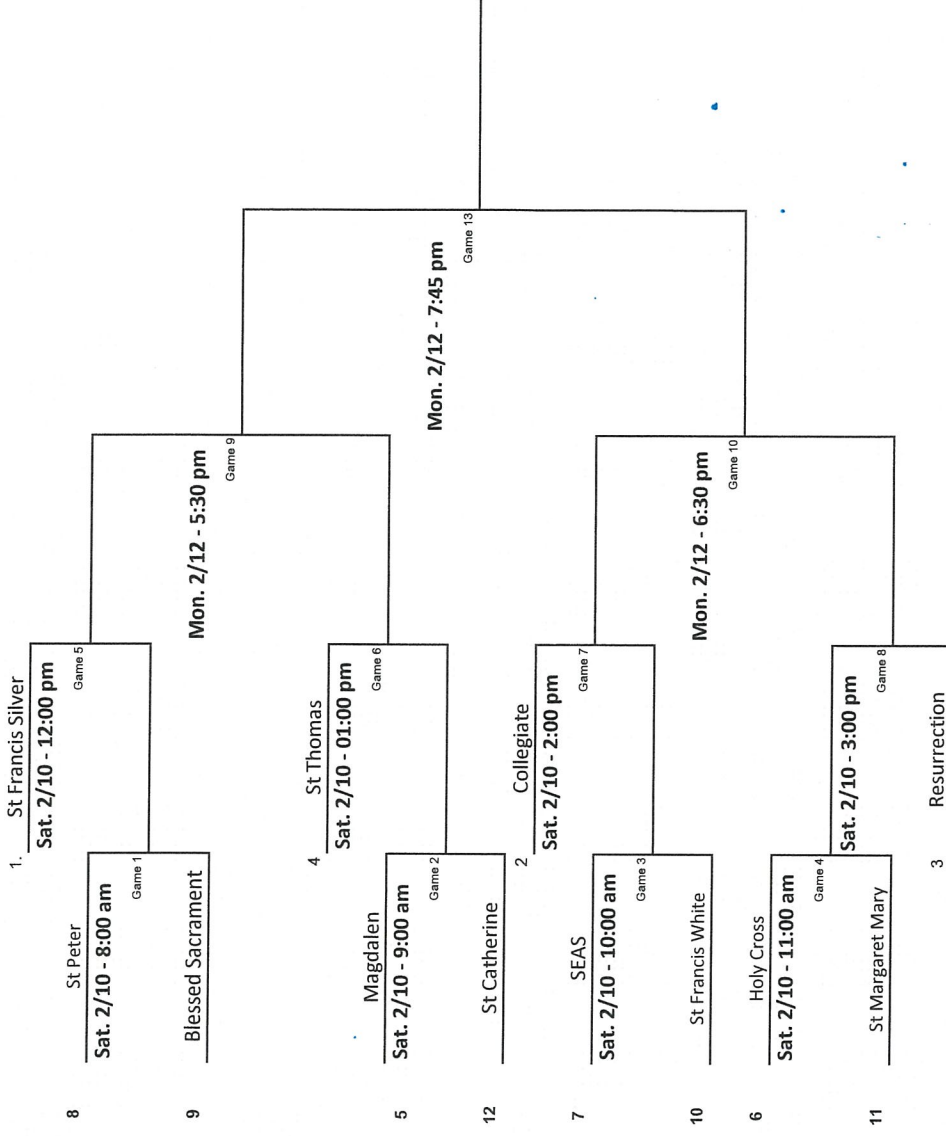 1. St Francis Silver
Sat. 2/10 - 12:00 pm
Game 5
8 St Peter
Sat. 2/10 - 8:00 am
Game 1
9 Blessed Sacrament
Mon. 2/12 - 5:30 pm
Game 9
4 St Thomas
Sat. 2/10 - 01:00 pm
Game 6
5 Magdalen
Sat. 2/10 - 9:00 am
Game 2
12 St Catherine
Mon. 2/12 - 7:45 pm
Game 13
2 Collegiate
Sat. 2/10 - 2:00 pm
Game 7
7 SEAS
Sat. 2/10 - 10:00 am
Game 3
10 St Francis White
Mon. 2/12 - 6:30 pm
Game 10
6 Holy Cross
Sat. 2/10 - 11:00 am
Game 4
11 St Margaret Mary
Sat. 2/10 - 3:00 pm
Game 8
3 Resurrection